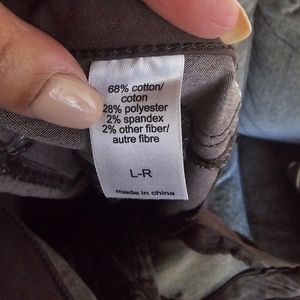 68% cotton/
coton
28% polyester
2% spandex
2% other fiber/
autre fibre
L-R
made in china